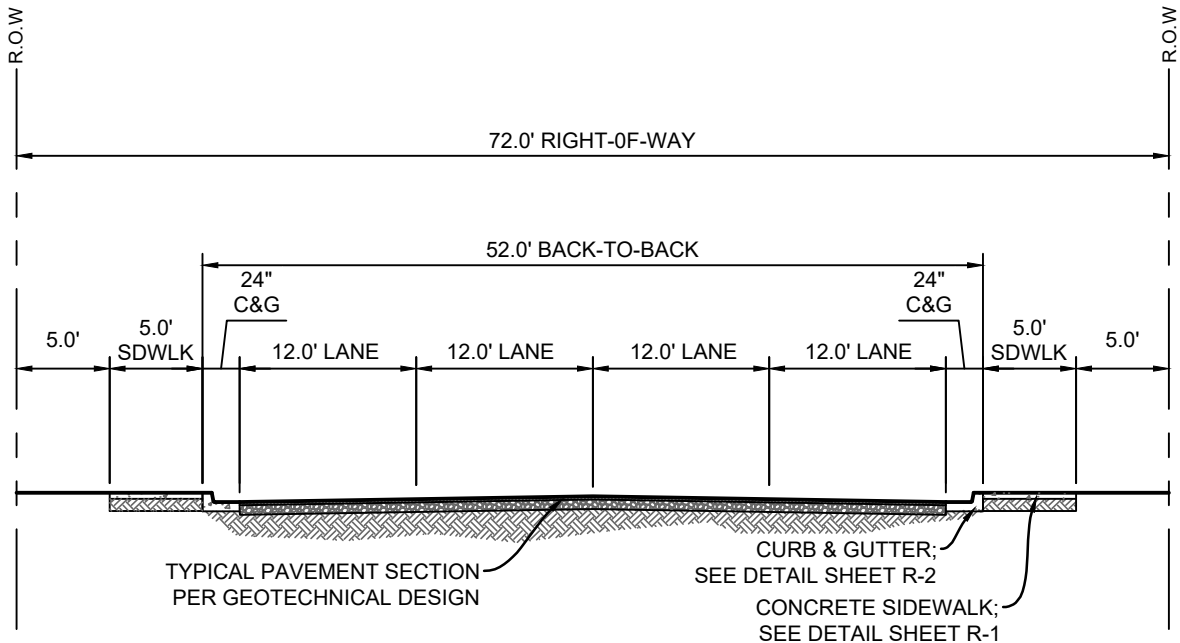 R.O.W
R.O.W
72.0' RIGHT-0F-WAY
52.0' BACK-TO-BACK
24"
C&G
24"
C&G
5.0'
5.0'
SDWLK
12.0' LANE
12.0' LANE
12.0' LANE
12.0' LANE
5.0'
SDWLK
5.0'
TYPICAL PAVEMENT SECTION
PER GEOTECHNICAL DESIGN
CURB & GUTTER;
SEE DETAIL SHEET R-2
CONCRETE SIDEWALK;
SEE DETAIL SHEET R-1